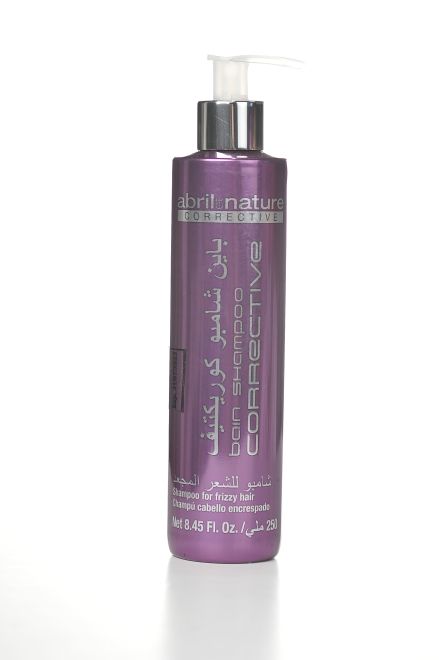 abril et nature
CORRECTIVE
باين شامبو كوريكتيف
bain shampoo
CORRECTIVE
شامبو للشعر المجعد
Shampoo for frizzy hair
Champú cabello encrespado
Net 8.45 Fl. Oz. / ملي 250